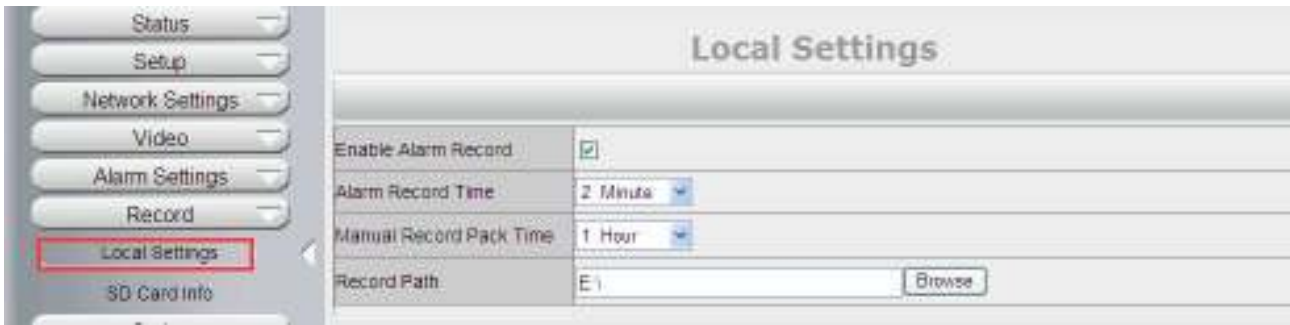 Status
Setup
Network Settings
Video
Alarm Settings
Record
Local Settings
SD Card Info
Local Settings
Enable Alarm Record
Alarm Record Time 2 Minute
Manual Record Pack Time 1 Hour
Record Path E:\ Browse